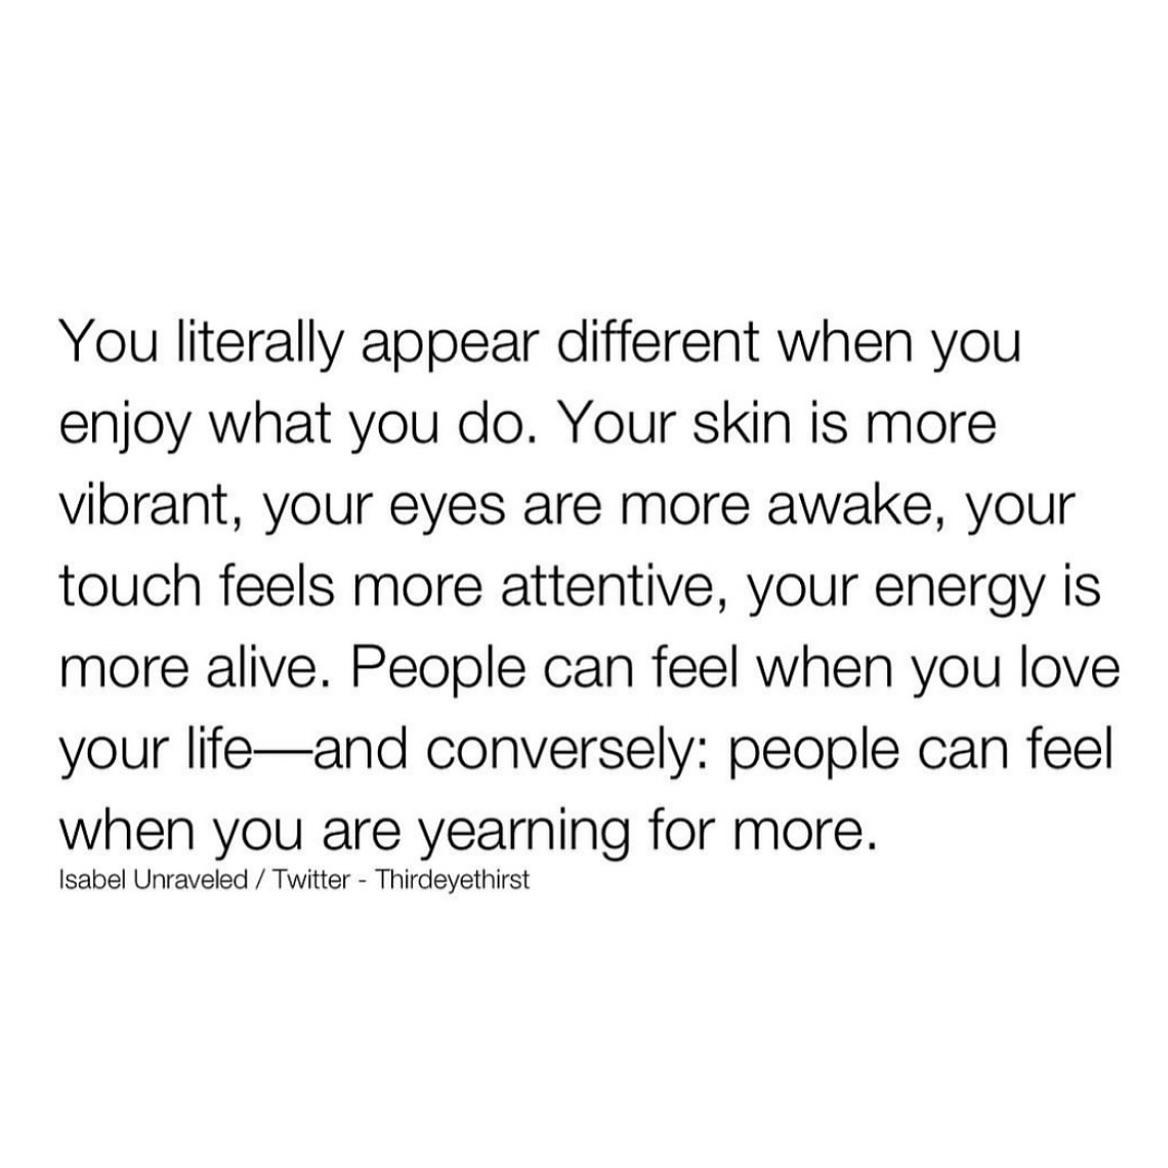 You literally appear different when you
enjoy what you do. Your skin is more
vibrant, your eyes are more awake, your
touch feels more attentive, your energy is
more alive. People can feel when you love
your life—and conversely: people can feel
when you are yearning for more.
Isabel Unraveled / Twitter - Thirdeyethirst